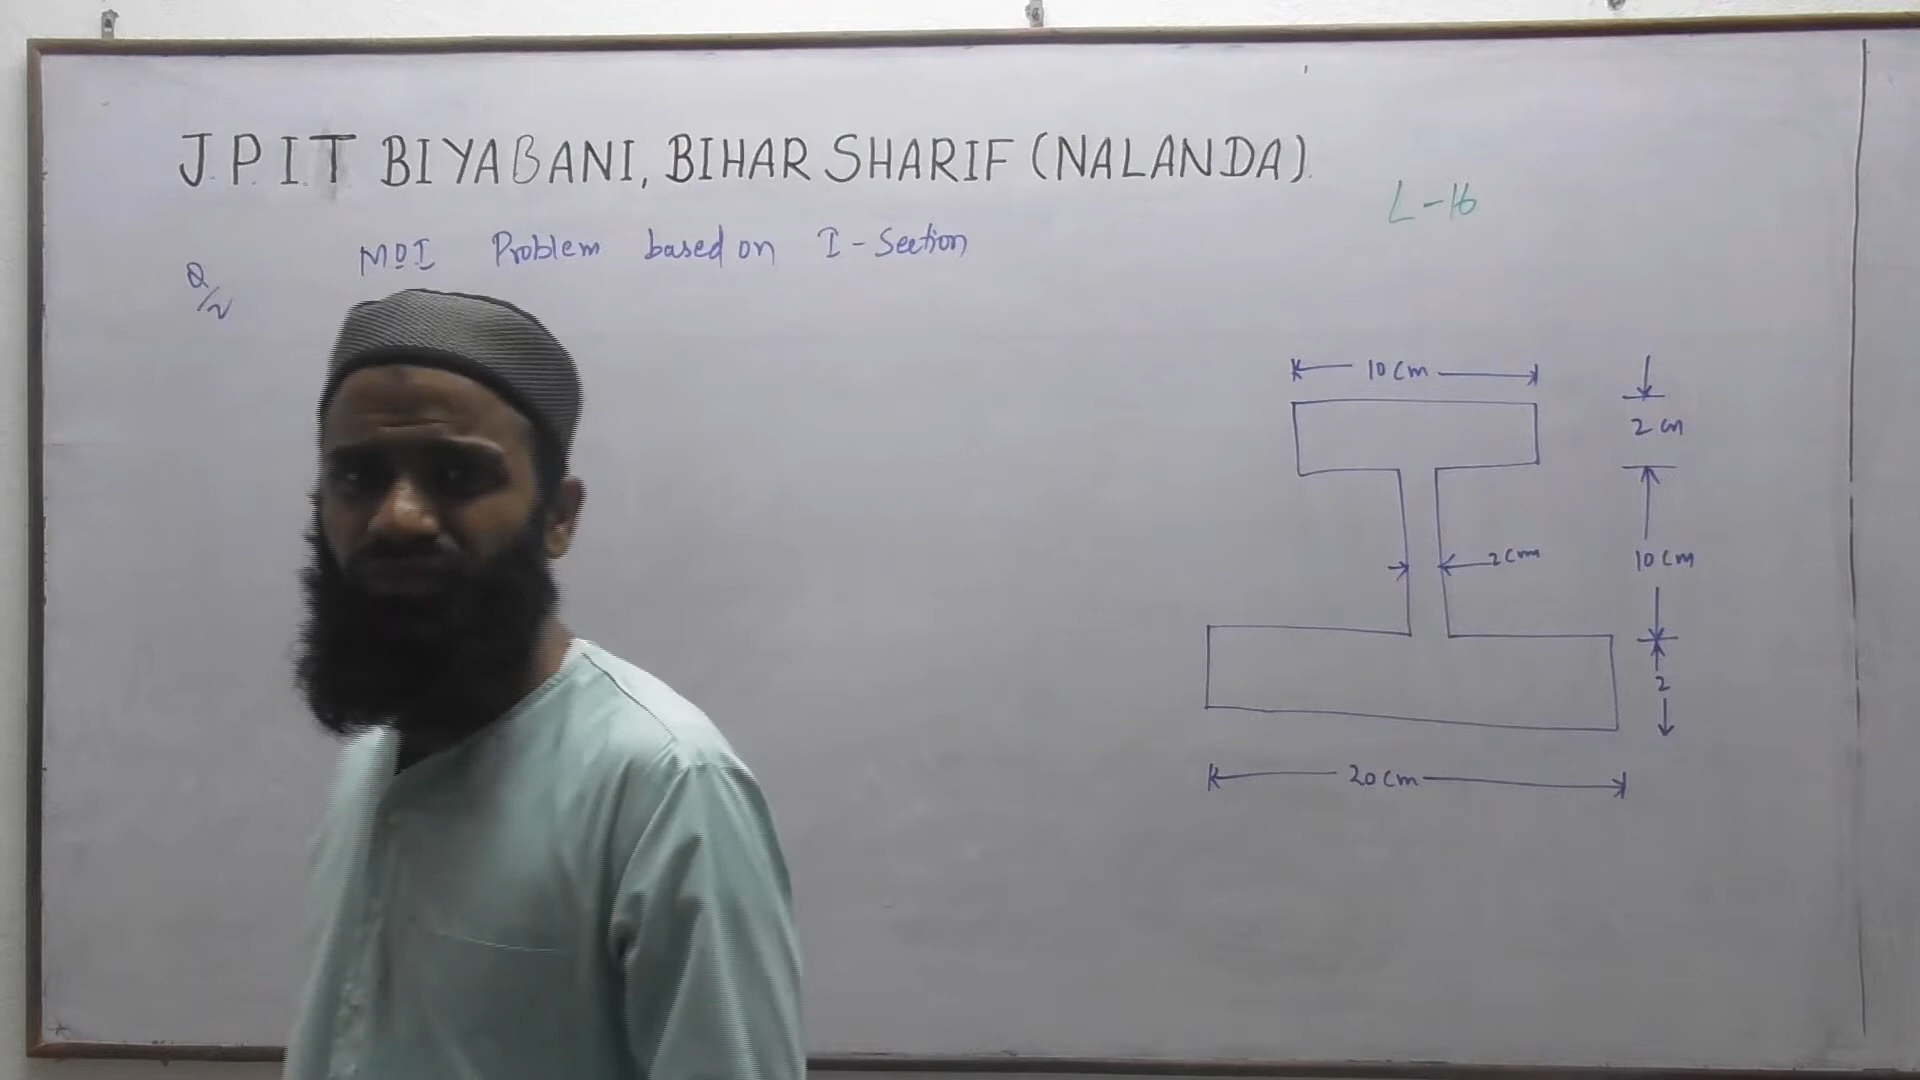 J.P.I.T BIYABANI, BIHAR SHARIF (NALANDA).
L-16
MOI Problem based on I-Section
Q/
10 cm
2 cm
2 cm
10 cm
2
20 cm